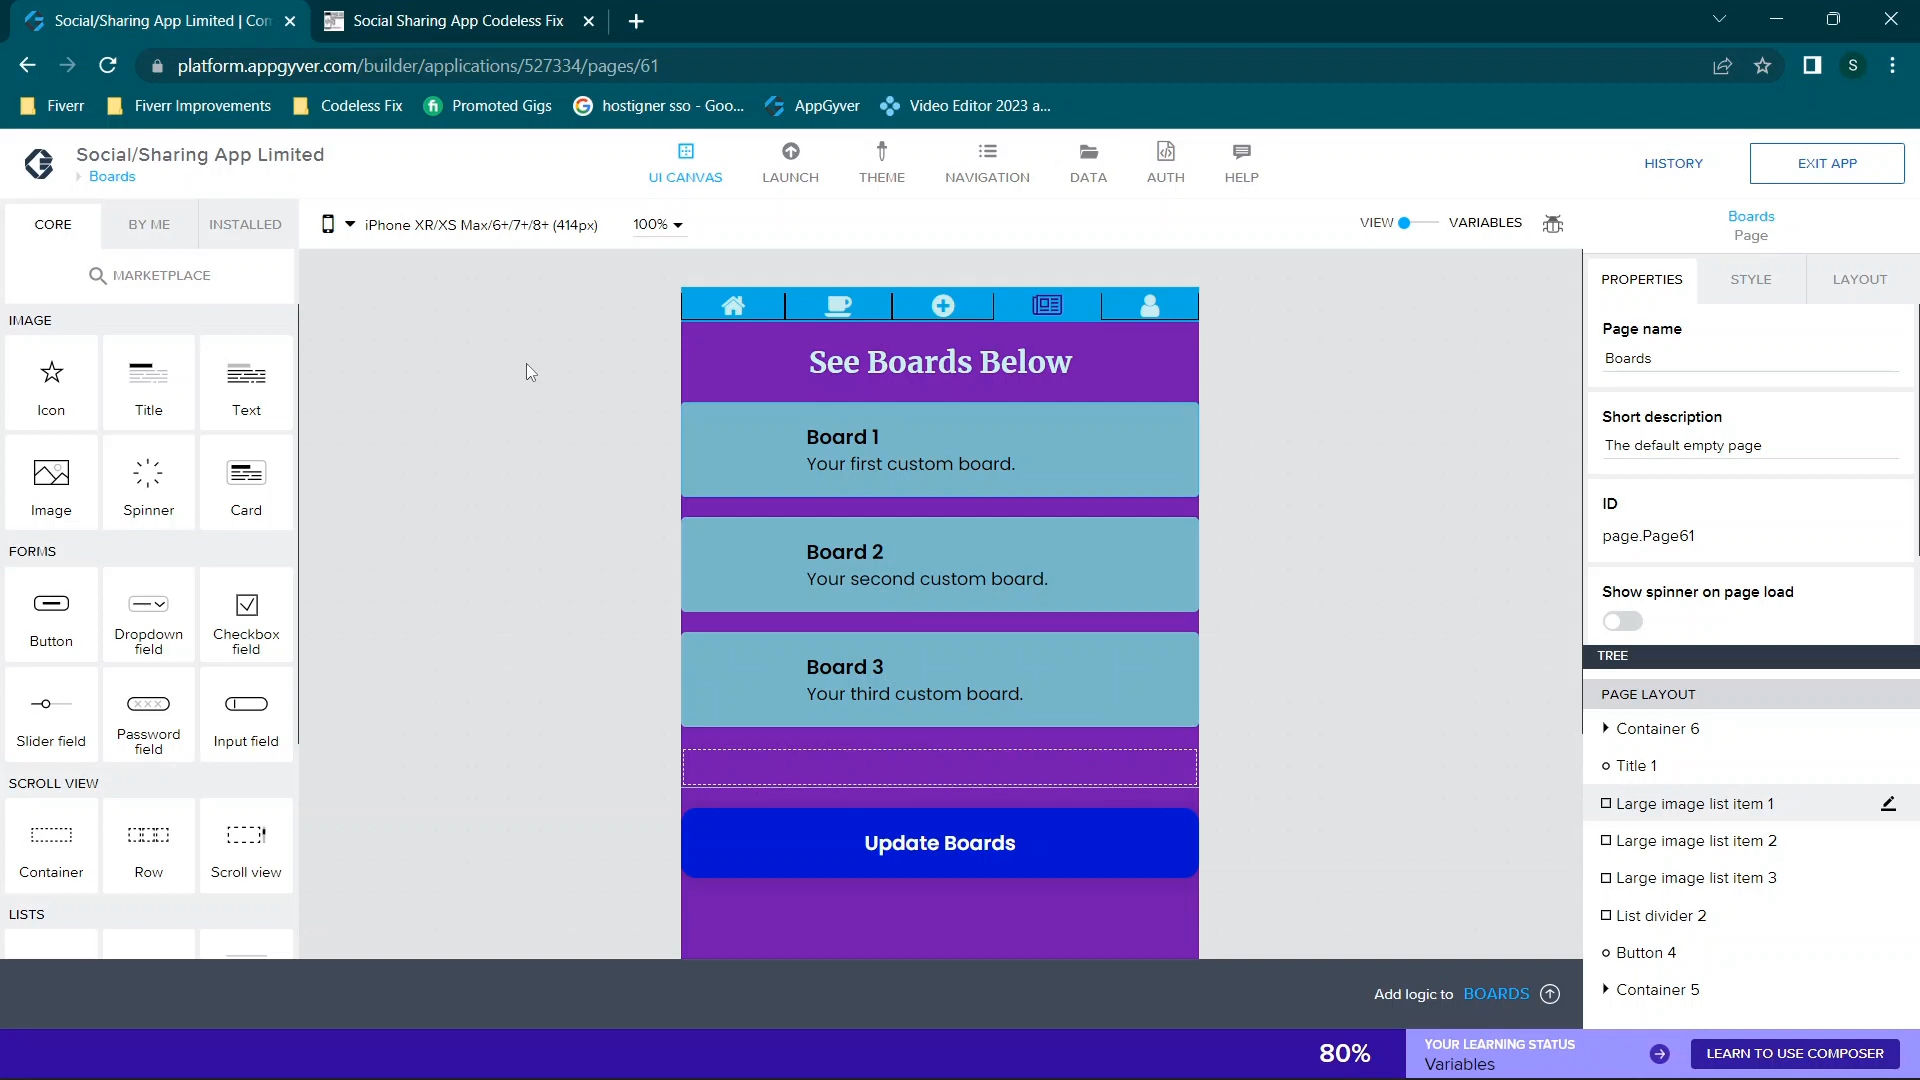 Social/Sharing App Limited | Con
Social Sharing App Codeless Fix
platform.appgyver.com/builder/applications/527334/pages/61
S
Fiverr
Fiverr Improvements
Codeless Fix
Promoted Gigs
hostigner sso - Goo...
AppGyver
Video Editor 2023 a...
Social/Sharing App Limited
Boards
UI CANVAS
LAUNCH
THEME
NAVIGATION
DATA
AUTH
HELP
HISTORY
EXIT APP
CORE
BY ME
INSTALLED
iPhone XR/XS Max/6+/7+/8+ (414px)
100%
VIEW
VARIABLES
Boards
Page
MARKETPLACE
PROPERTIES
STYLE
LAYOUT
IMAGE
Icon
Title
Text
Image
Spinner
Card
FORMS
Button
Dropdown
field
Checkbox
field
Slider field
Password
field
Input field
SCROLL VIEW
Container
Row
Scroll view
LISTS
See Boards Below
Board 1
Your first custom board.
Board 2
Your second custom board.
Board 3
Your third custom board.
Update Boards
Page name
Boards
Short description
The default empty page
ID
page.Page61
Show spinner on page load
TREE
PAGE LAYOUT
Container 6
Title 1
Large image list item 1
Large image list item 2
Large image list item 3
List divider 2
Button 4
Container 5
Add logic to BOARDS
80%
YOUR LEARNING STATUS
Variables
LEARN TO USE COMPOSER